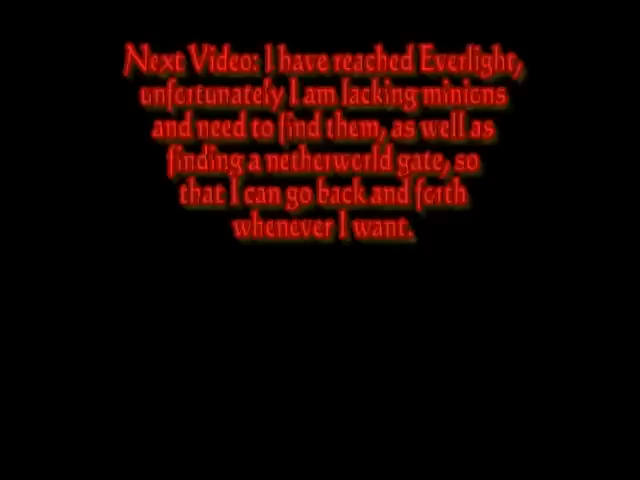 Next Video: I have reached Everlight,
unfortunately I am lacking minions
and need to find them, as well as
finding a netherworld gate, so
that I can go back and forth
whenever I want.